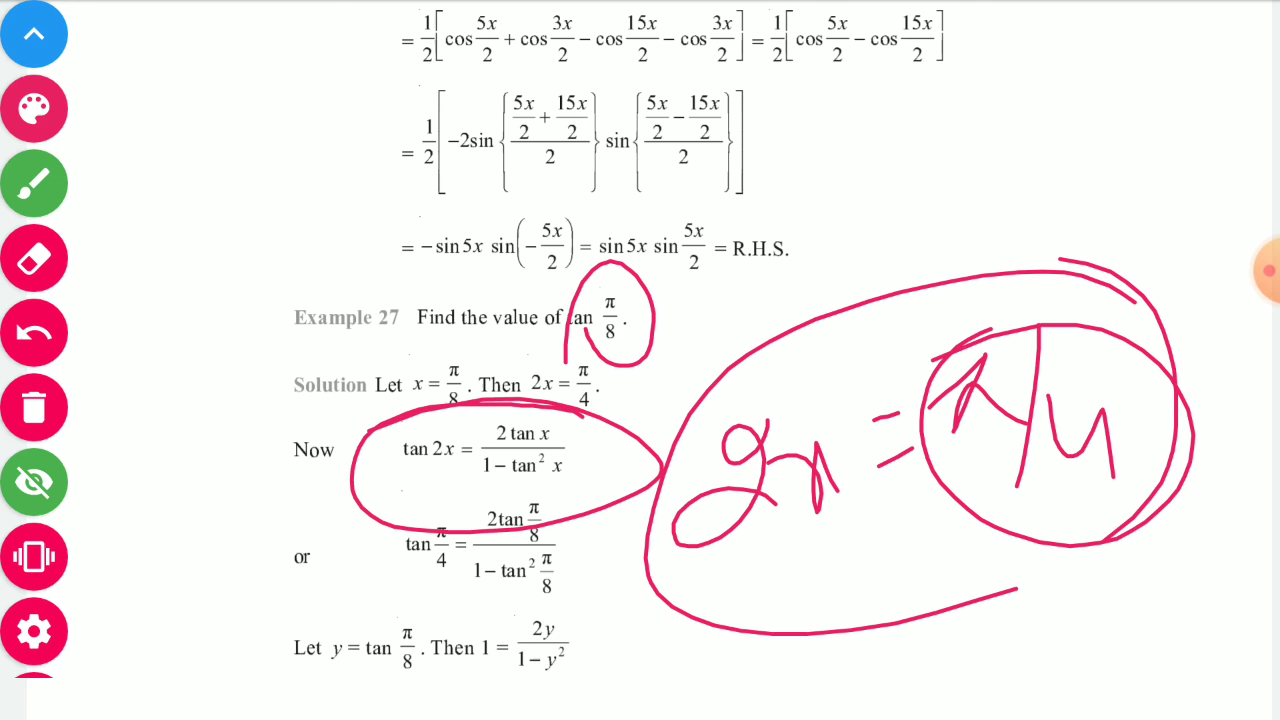 = 1/2[cos 5x/2 + cos 3x/2 − cos 15x/2 − cos 3x/2] = 1/2[cos 5x/2 − cos 15x/2]
= 1/2[−2sin{(5x/2 + 15x/2)/2} sin{(5x/2 − 15x/2)/2}]
= −sin 5x sin(−5x/2) = sin 5x sin 5x/2 = R.H.S.
Example 27 Find the value of tan π/8.
Solution Let x = π/8. Then 2x = π/4.
Now tan 2x = 2 tan x/(1 − tan² x)
2x = π/4
or tan π/4 = 2tan π/8/(1 − tan² π/8)
Let y = tan π/8. Then 1 = 2y/(1 − y²)